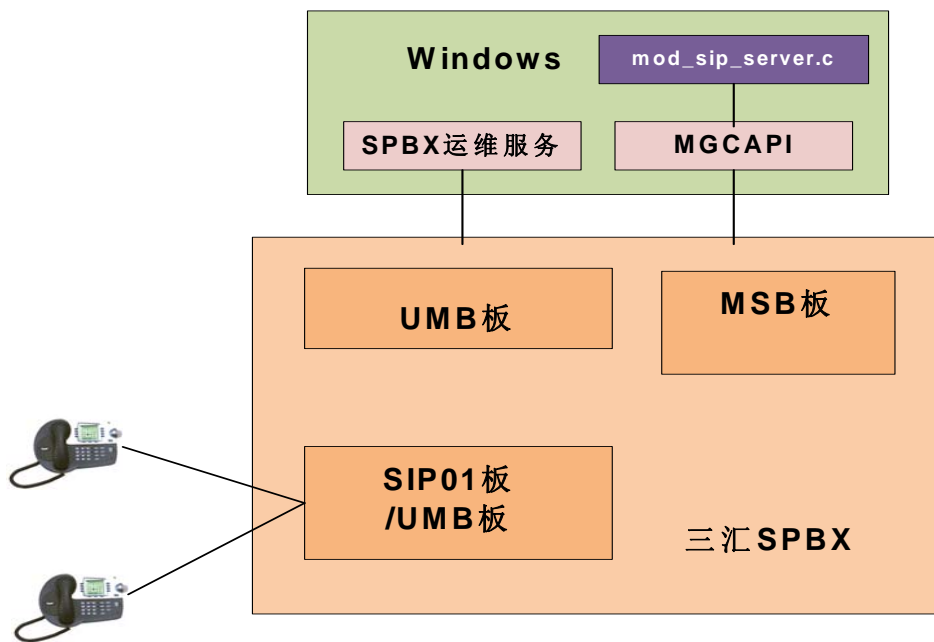 Windows
mod_sip_server.c
SPBX运维服务
MGCAPI
UMB板
MSB板
SIP01板
/UMB板
三汇SPBX